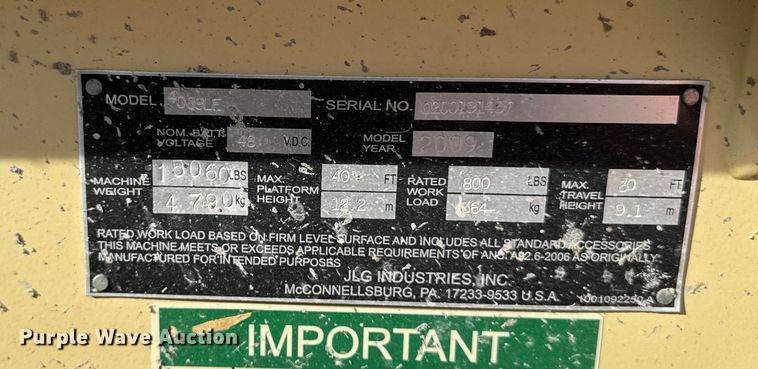 MODEL
SERIAL NO. 0200191457
NOM. BATT. VOLTAGE 48 V.D.C. MODEL YEAR 2009
MACHINE WEIGHT LBS kg
MAX. PLATFORM HEIGHT 40 FT 12.2 m
RATED WORK LOAD 800 LBS 364 kg
MAX. TRAVEL HEIGHT 30 FT 9.1 m
RATED WORK LOAD BASED ON FIRM LEVEL SURFACE AND INCLUDES ALL STANDARD ACCESSORIES
THIS MACHINE MEETS OR EXCEEDS APPLICABLE REQUIREMENTS OF ANSI A92.6-2006 AS ORIGINALLY
MANUFACTURED FOR INTENDED PURPOSES
JLG INDUSTRIES, INC.
McCONNELLSBURG, PA. 17233-9533 U.S.A.
1001092250-A
IMPORTANT
Purple Wave Auction